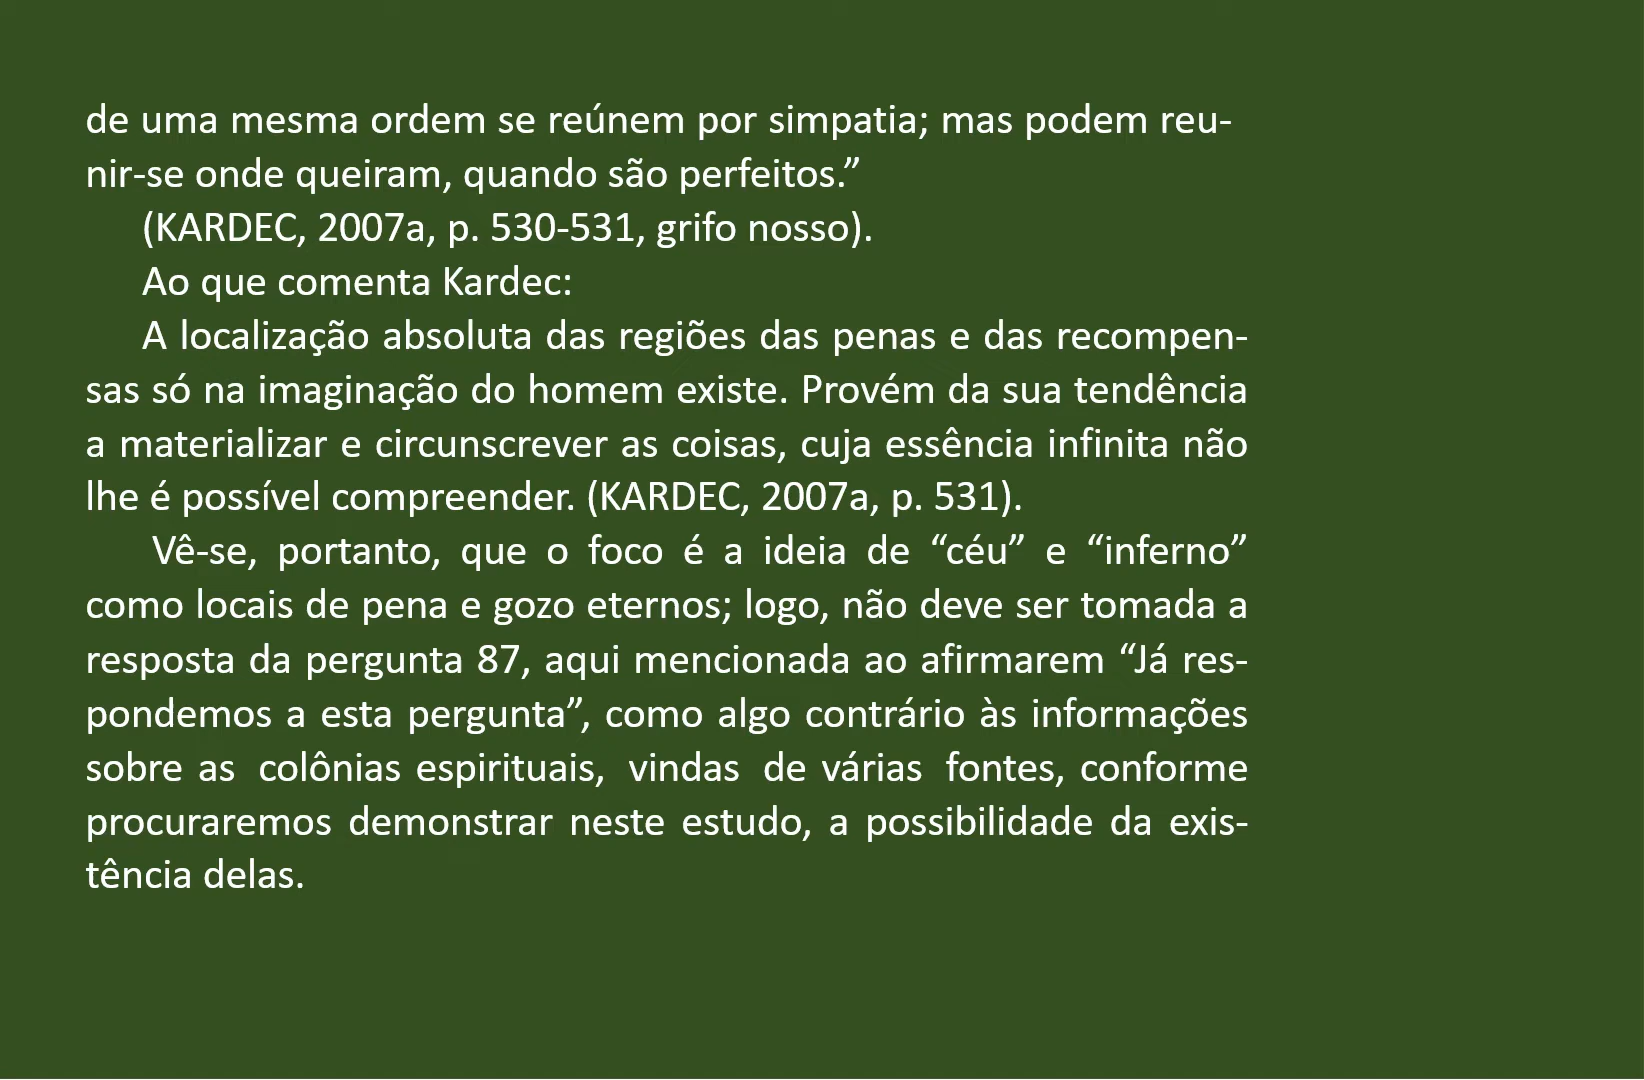 de uma mesma ordem se reúnem por simpatia; mas podem reu-
nir-se onde queiram, quando são perfeitos.”
(KARDEC, 2007a, p. 530-531, grifo nosso).
Ao que comenta Kardec:
A localização absoluta das regiões das penas e das recompen-
sas só na imaginação do homem existe. Provém da sua tendência
a materializar e circunscrever as coisas, cuja essência infinita não
lhe é possível compreender. (KARDEC, 2007a, p. 531).
Vê-se, portanto, que o foco é a ideia de “céu” e “inferno”
como locais de pena e gozo eternos; logo, não deve ser tomada a
resposta da pergunta 87, aqui mencionada ao afirmarem “Já res-
pondemos a esta pergunta”, como algo contrário às informações
sobre as colônias espirituais, vindas de várias fontes, conforme
procuraremos demonstrar neste estudo, a possibilidade da exis-
tência delas.